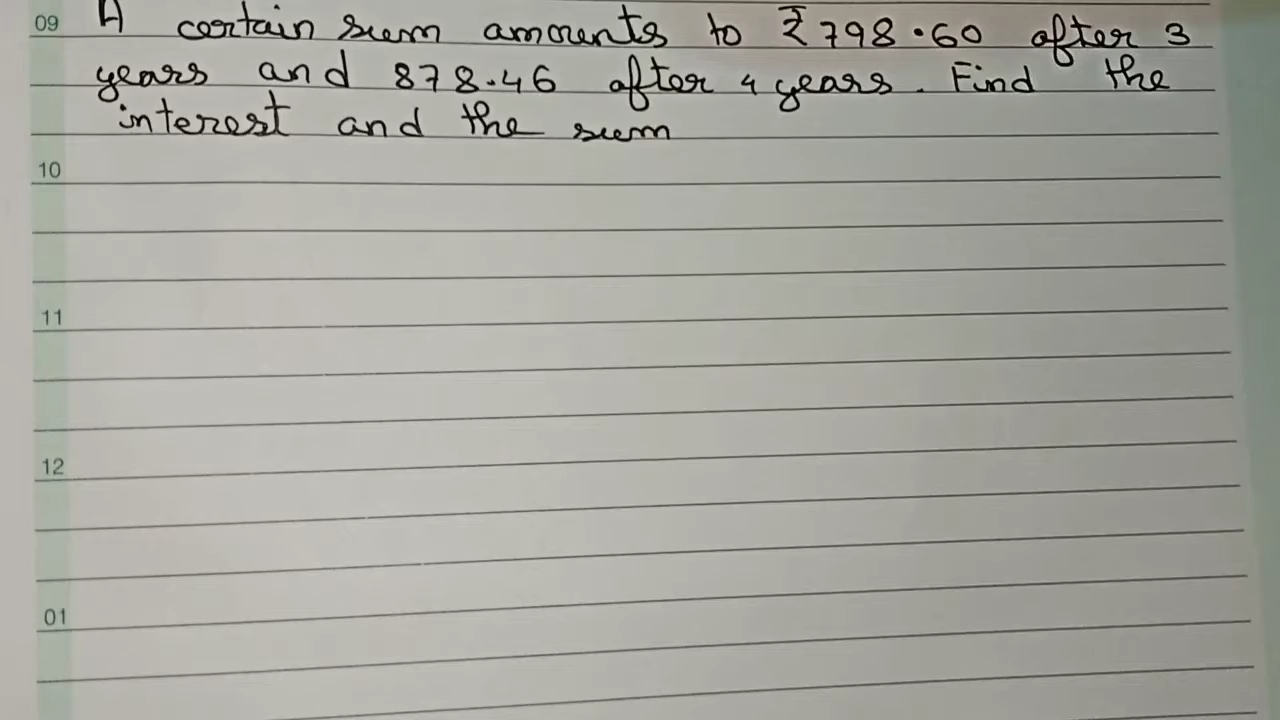 09 A certain sum amounts to ₹798.60 after 3
years and 878.46 after 4 years. Find the
interest and the sum
10
11
12
01